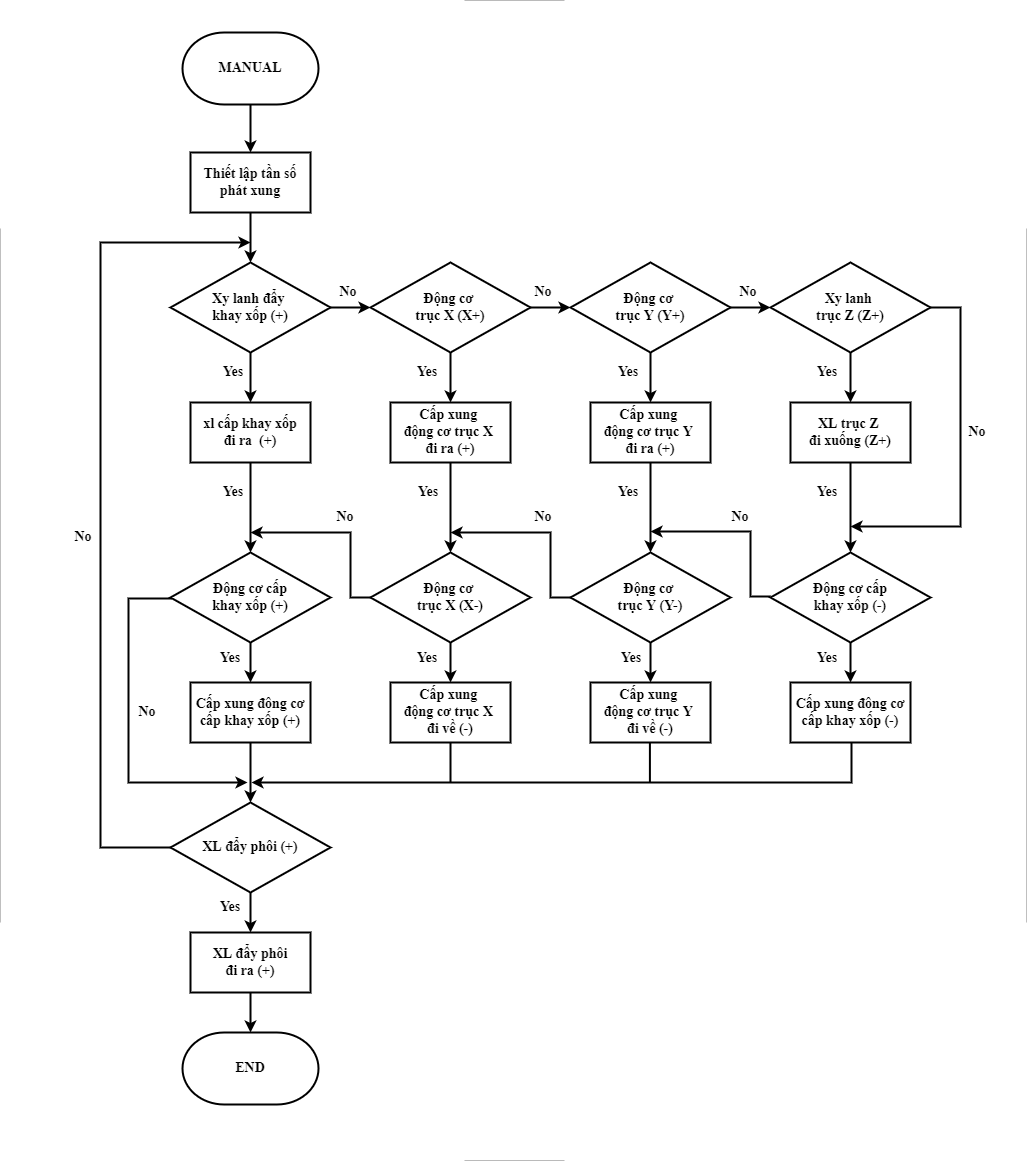 MANUAL
Thiết lập tần số
phát xung
Xy lanh đẩy
khay xốp (+)
No
Động cơ
trục X (X+)
No
Động cơ
trục Y (Y+)
No
Xy lanh
trục Z (Z+)
Yes
Yes
Yes
Yes
xl cấp khay xốp
đi ra (+)
Cấp xung
động cơ trục X
đi ra (+)
Cấp xung
động cơ trục Y
đi ra (+)
XL trục Z
đi xuống (Z+)
No
Yes
Yes
Yes
Yes
No
No
No
No
Động cơ cấp
khay xốp (+)
Động cơ
trục X (X-)
Động cơ
trục Y (Y-)
Động cơ cấp
khay xốp (-)
Yes
Yes
Yes
Yes
No
Cấp xung đông cơ
cấp khay xốp (+)
Cấp xung
động cơ trục X
đi về (-)
Cấp xung
động cơ trục Y
đi về (-)
Cấp xung động cơ
cấp khay xốp (-)
XL đẩy phôi (+)
Yes
XL đẩy phôi
đi ra (+)
END